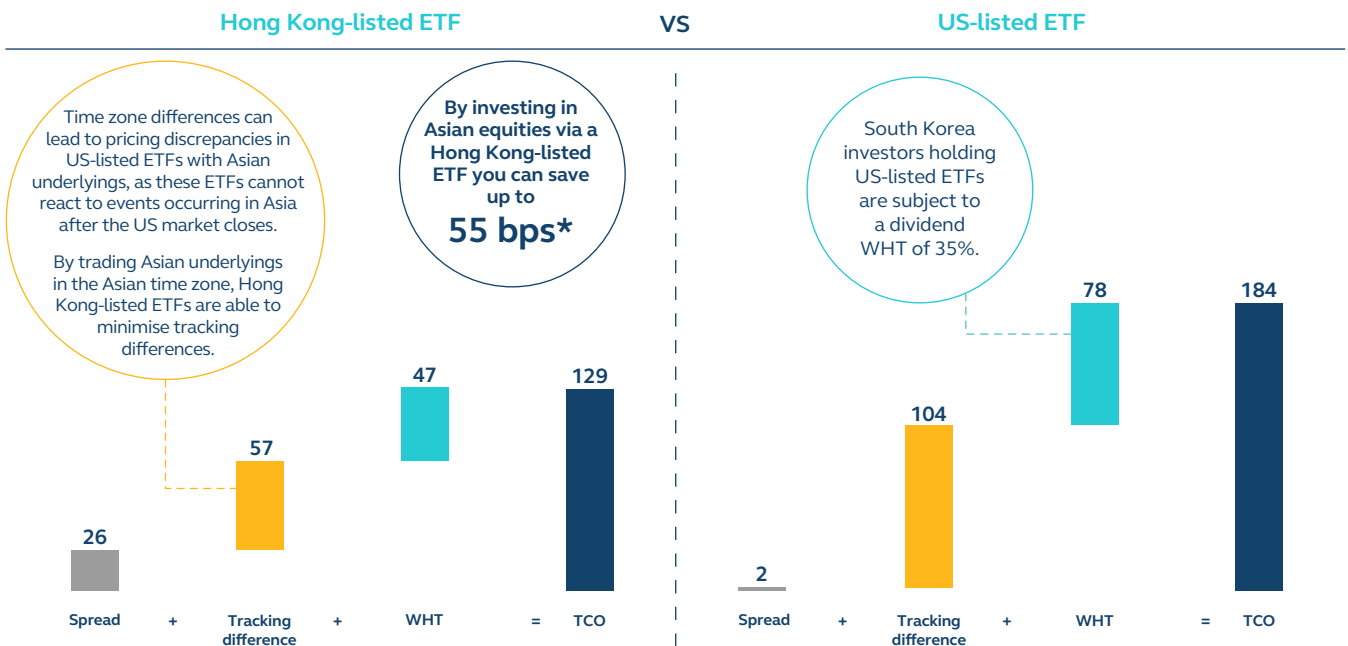 Hong Kong-listed ETF
VS
US-listed ETF
Time zone differences can
lead to pricing discrepancies in
US-listed ETFs with Asian
underlyings, as these ETFs cannot
react to events occurring in Asia
after the US market closes.
By trading Asian underlyings
in the Asian time zone, Hong
Kong-listed ETFs are able to
minimise tracking
differences.
By investing in
Asian equities via a
Hong Kong-listed
ETF you can save
up to
55 bps*
South Korea
investors holding
US-listed ETFs
are subject to
a dividend
WHT of 35%.
26
57
47
129
Spread
+
Tracking
difference
+
WHT
=
TCO
2
104
78
184
Spread
+
Tracking
difference
+
WHT
=
TCO